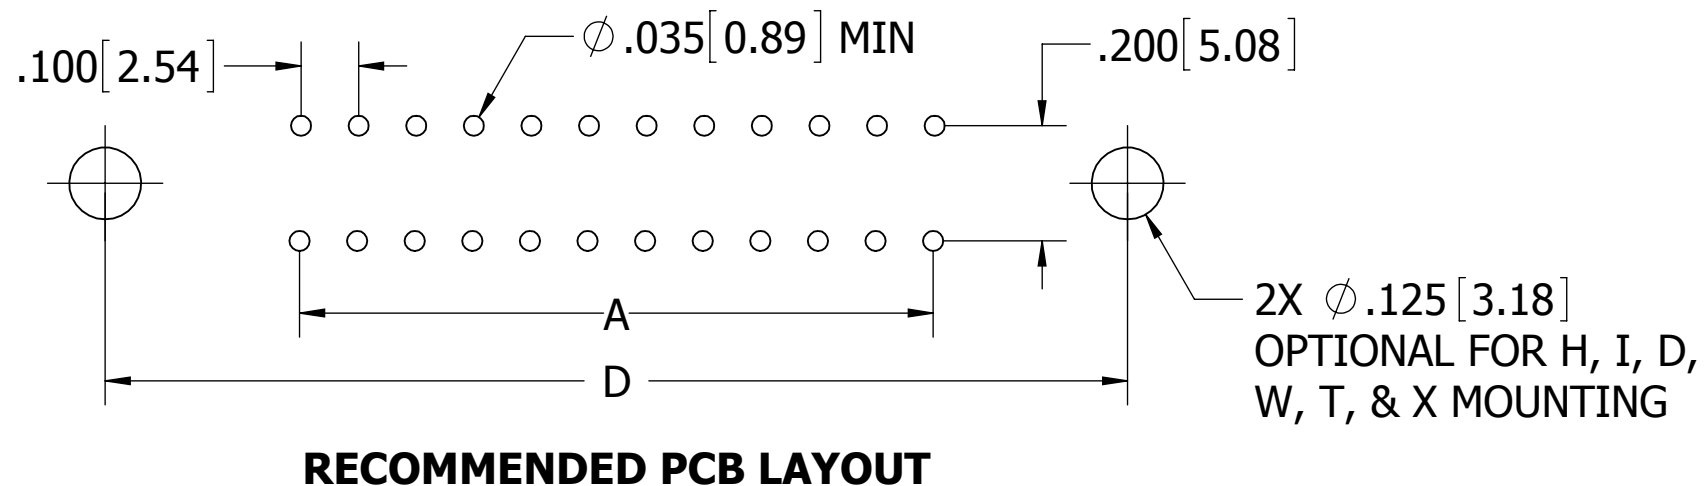 .100[2.54]
∅.035[0.89] MIN
.200[5.08]
A
D
2X ∅.125[3.18]
OPTIONAL FOR H, I, D,
W, T, & X MOUNTING
RECOMMENDED PCB LAYOUT